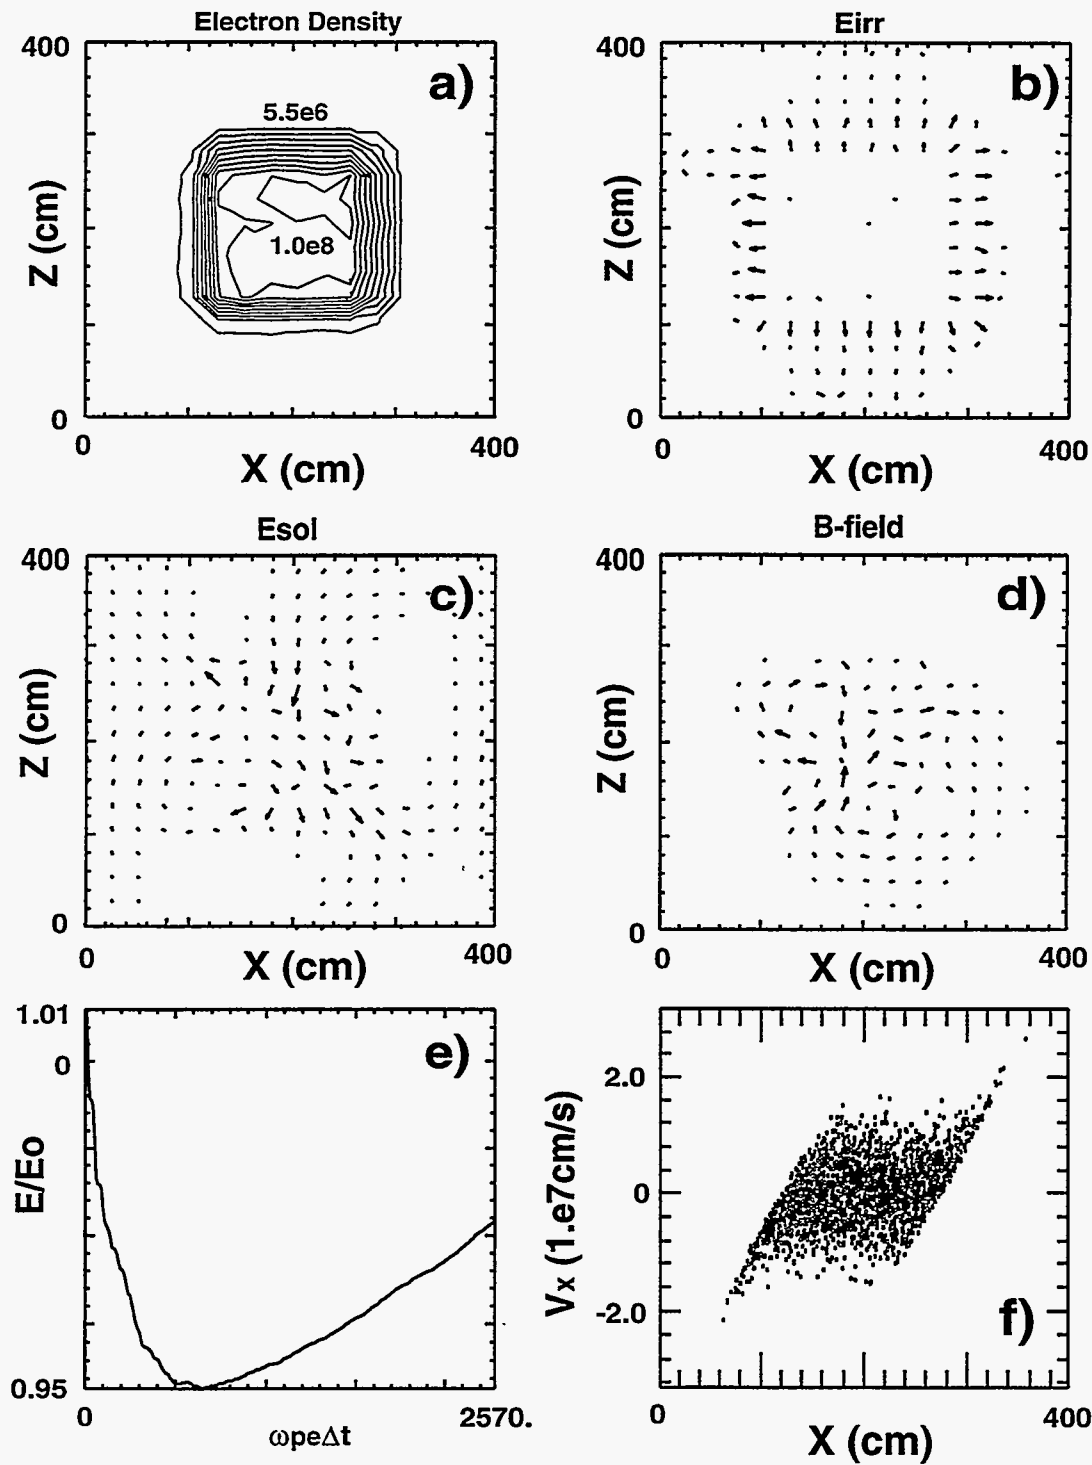 Electron Density
400
a)
5.5e6
1.0e8
Z (cm)
0
0
400
X (cm)
Eirr
400
b)
Z (cm)
0
0
400
X (cm)
Esol
400
c)
Z (cm)
0
0
400
X (cm)
B-field
400
d)
Z (cm)
0
0
400
X (cm)
1.01
0
e)
E/Eo
0.95
0
2570.
ωpeΔt
2.0
0
-2.0
Vx (1.e7cm/s)
f)
0
400
X (cm)